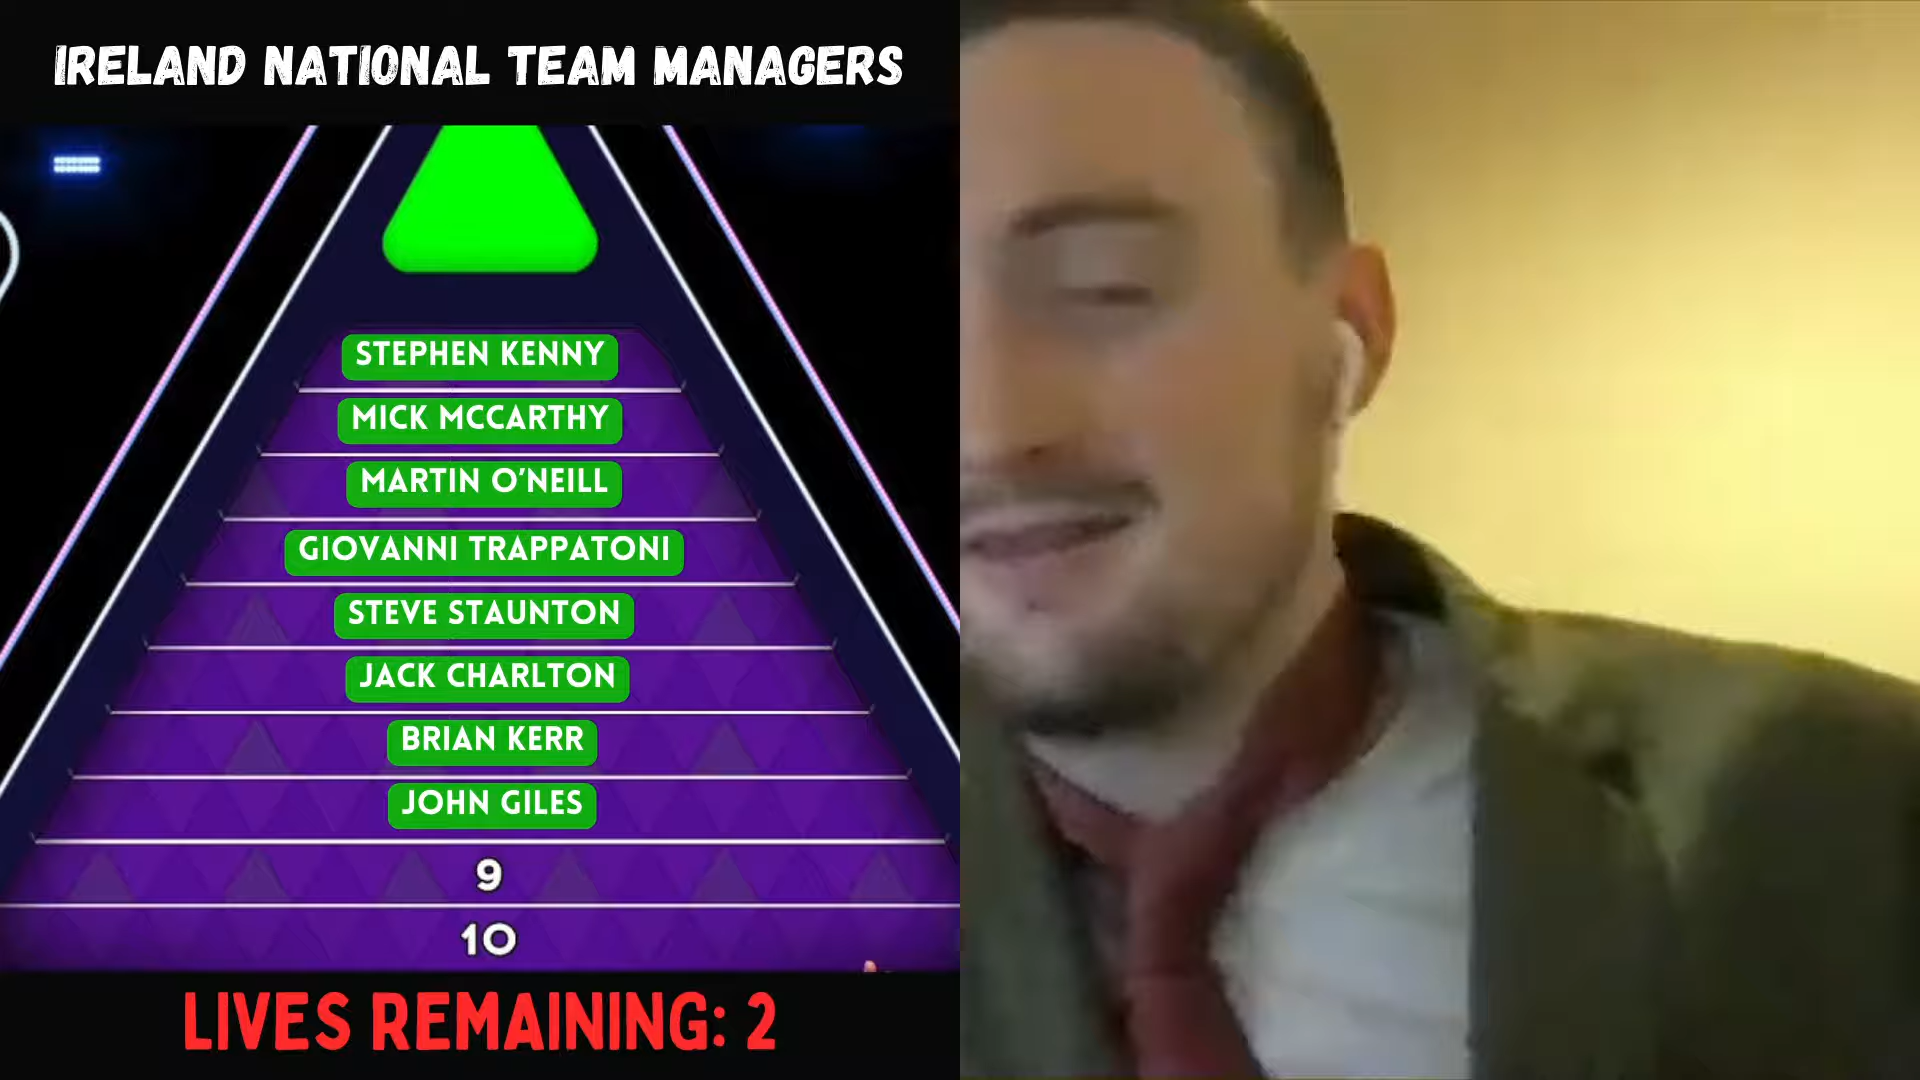 IRELAND NATIONAL TEAM MANAGERS
STEPHEN KENNY
MICK MCCARTHY
MARTIN O'NEILL
GIOVANNI TRAPPATONI
STEVE STAUNTON
JACK CHARLTON
BRIAN KERR
JOHN GILES
9
10
LIVES REMAINING: 2